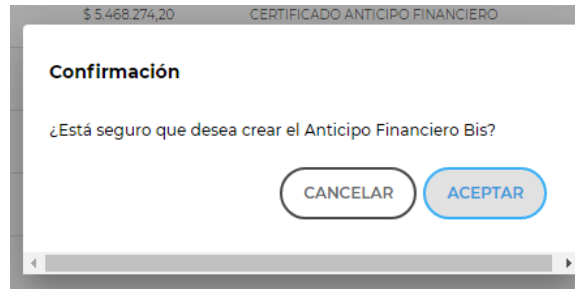 $ 5.468.274,20 CERTIFICADO ANTICIPO FINANCIERO
Confirmación
¿Está seguro que desea crear el Anticipo Financiero Bis?
CANCELAR ACEPTAR